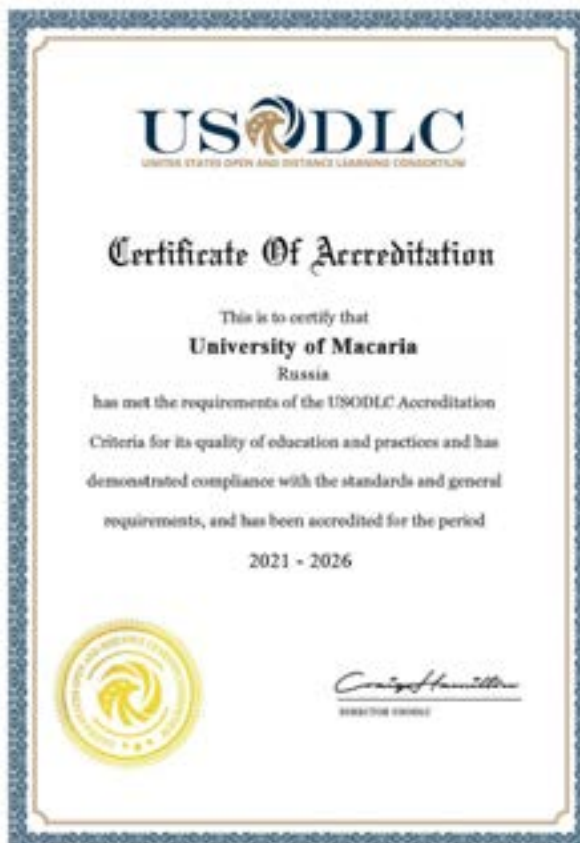 USODLC
UNITED STATES OPEN AND DISTANCE LEARNING CONSORTIUM
Certificate Of Accreditation
This is to certify that
University of Macaria
Russia
has met the requirements of the USODLC Accreditation
Criteria for its quality of education and practices and has
demonstrated compliance with the standards and general
requirements, and has been accredited for the period
2021 - 2026
Craig Hamilton
DIRECTOR USODLC